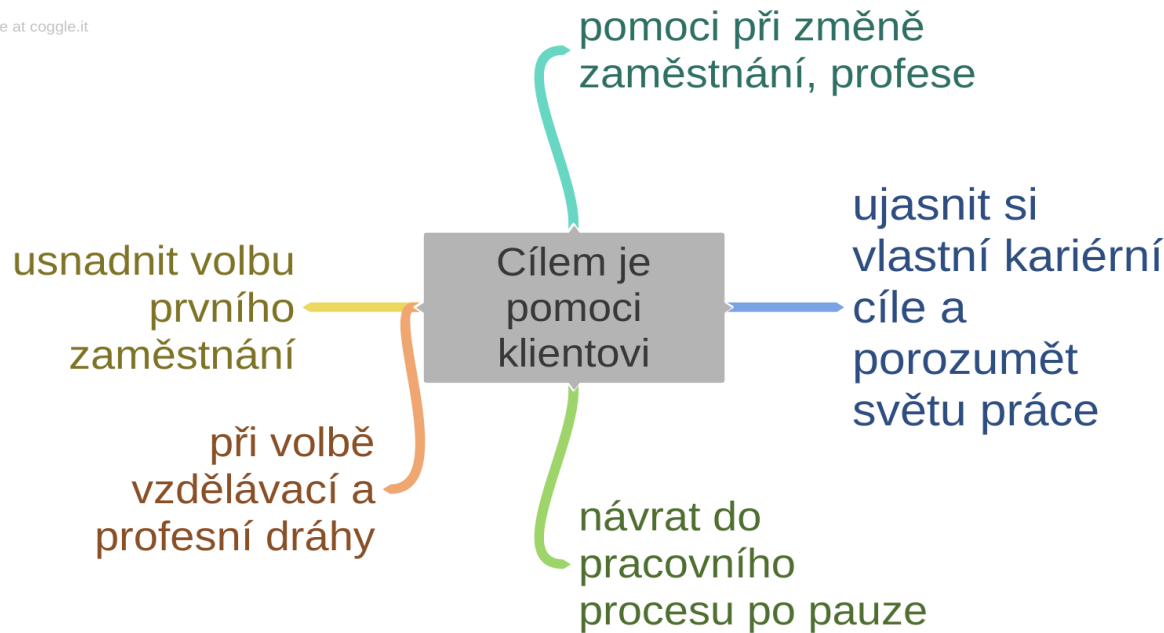 e at coggle.it
pomoci při změně
zaměstnání, profese
ujasnit si
vlastní kariérní
cíle a
porozumět
světu práce
Cílem je
pomoci
klientovi
usnadnit volbu
prvního
zaměstnání
při volbě
vzdělávací a
profesní dráhy
návrat do
pracovního
procesu po pauze